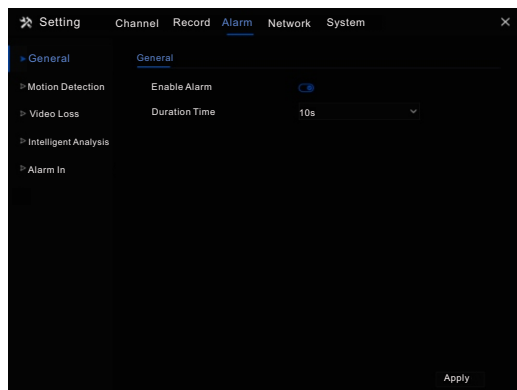 Setting Channel Record Alarm Network System
General General
Motion Detection Enable Alarm
Video Loss Duration Time 10s
Intelligent Analysis
Alarm In
Apply